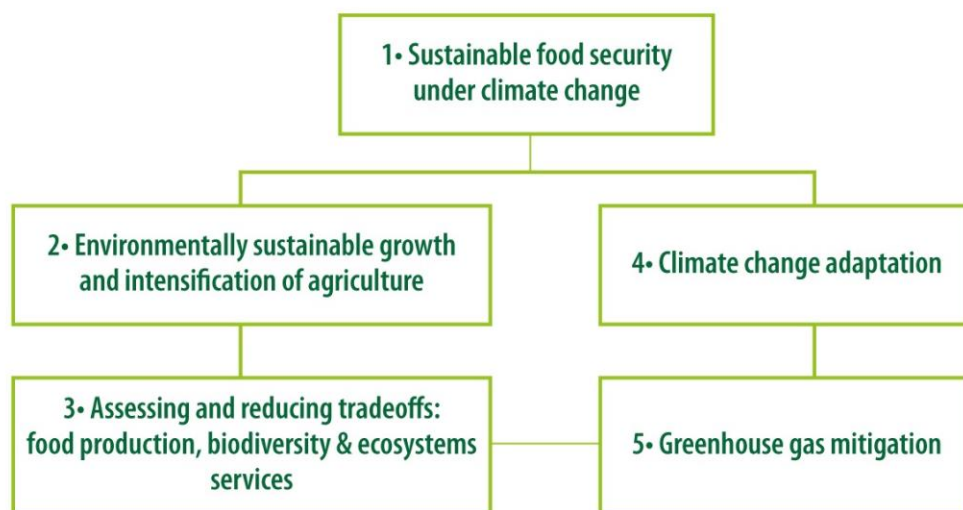 1• Sustainable food security
under climate change
2• Environmentally sustainable growth
and intensification of agriculture
4• Climate change adaptation
3• Assessing and reducing tradeoffs:
food production, biodiversity & ecosystems
services
5• Greenhouse gas mitigation